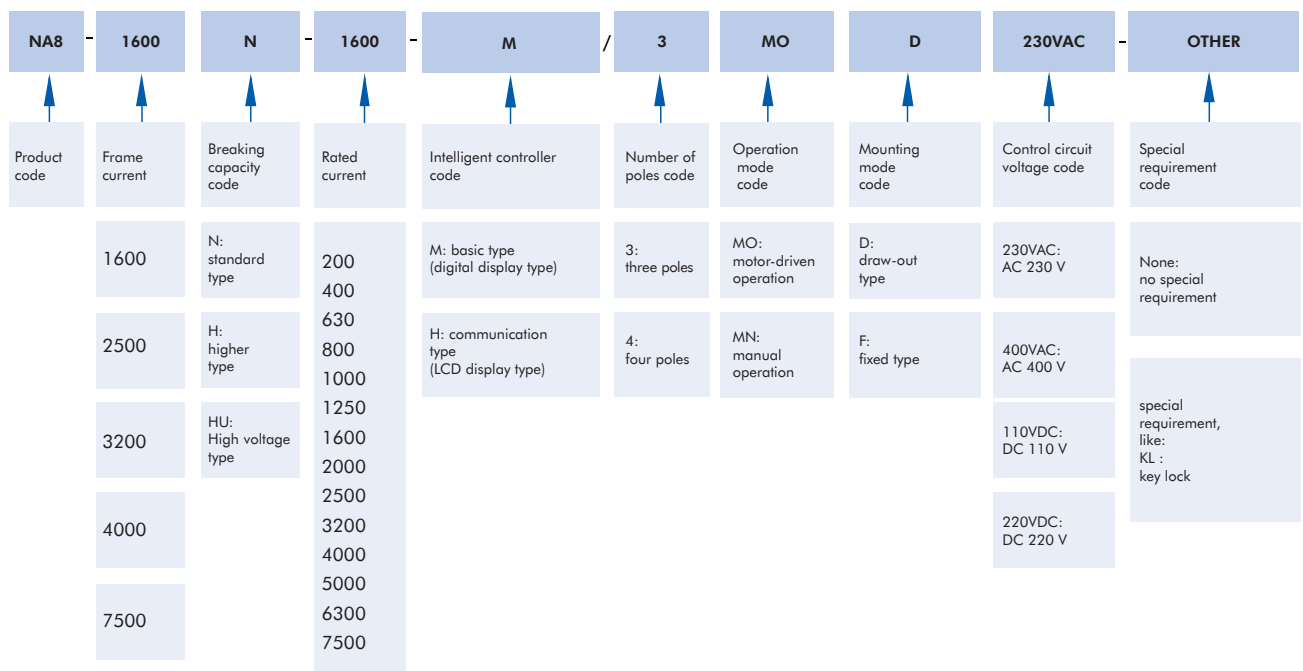 NA8 - 1600 N - 1600 - M / 3 MO D 230VAC - OTHER
Product
code
Frame
current
Breaking
capacity
code
Rated
current
Intelligent controller
code
Number of
poles code
Operation
mode
code
Mounting
mode
code
Control circuit
voltage code
Special
requirement
code
1600
2500
3200
4000
7500
N:
standard
type
H:
higher
type
HU:
High voltage
type
200
400
630
800
1000
1250
1600
2000
2500
3200
4000
5000
6300
7500
M: basic type
(digital display type)
H: communication
type
(LCD display type)
3:
three poles
4:
four poles
MO:
motor-driven
operation
MN:
manual
operation
D:
draw-out
type
F:
fixed type
230VAC:
AC 230 V
400VAC:
AC 400 V
110VDC:
DC 110 V
220VDC:
DC 220 V
None:
no special
requirement
special
requirement,
like:
KL :
key lock